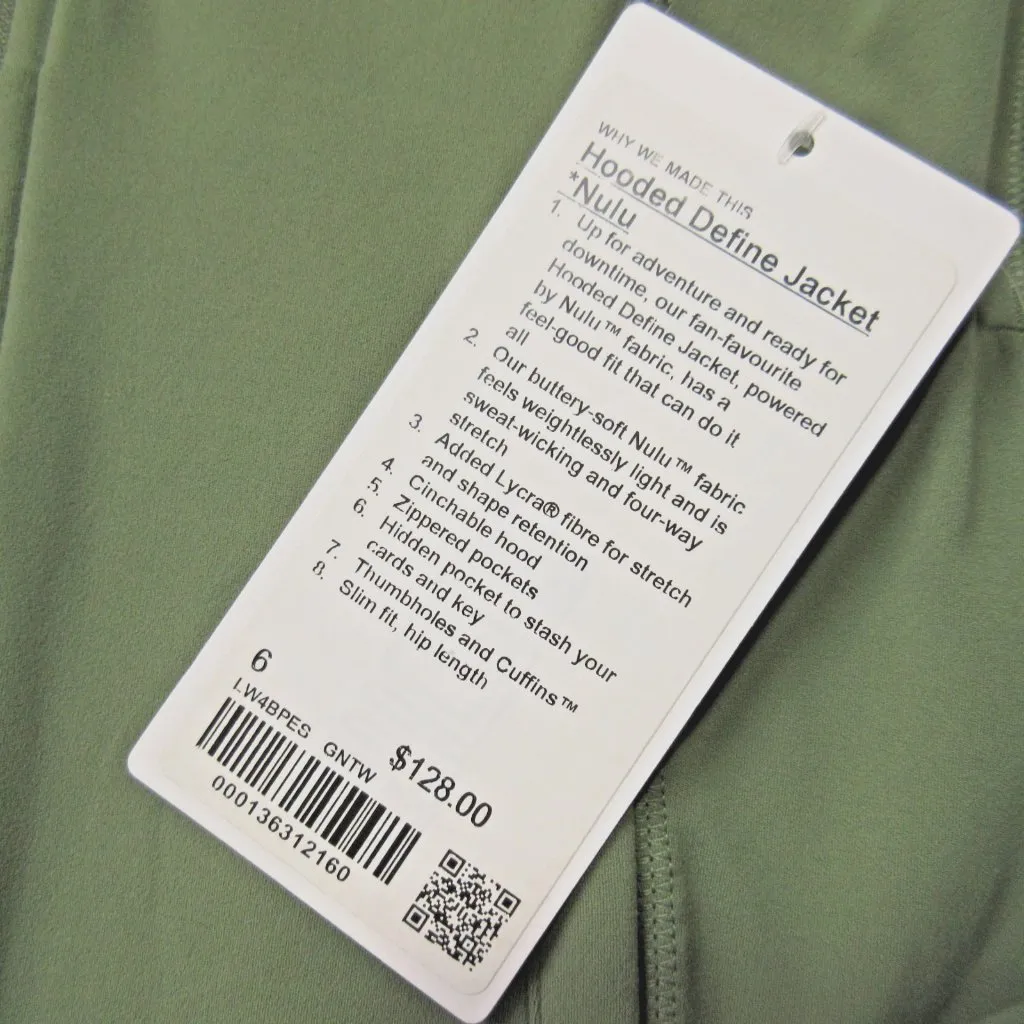 WHY WE MADE THIS
Hooded Define Jacket
*Nulu
1. Up for adventure and ready for
downtime, our fan-favourite
Hooded Define Jacket, powered
by Nulu™ fabric, has a
feel-good fit that can do it
all
2. Our buttery-soft Nulu™ fabric
feels weightlessly light and is
sweat-wicking and four-way
stretch
3. Added Lycra® fibre for stretch
and shape retention
4. Cinchable hood
5. Zippered pockets
6. Hidden pocket to stash your
cards and key
7. Thumbholes and Cuffins™
8. Slim fit, hip length
6
LW4BPES GNTW
$128.00
000136312160